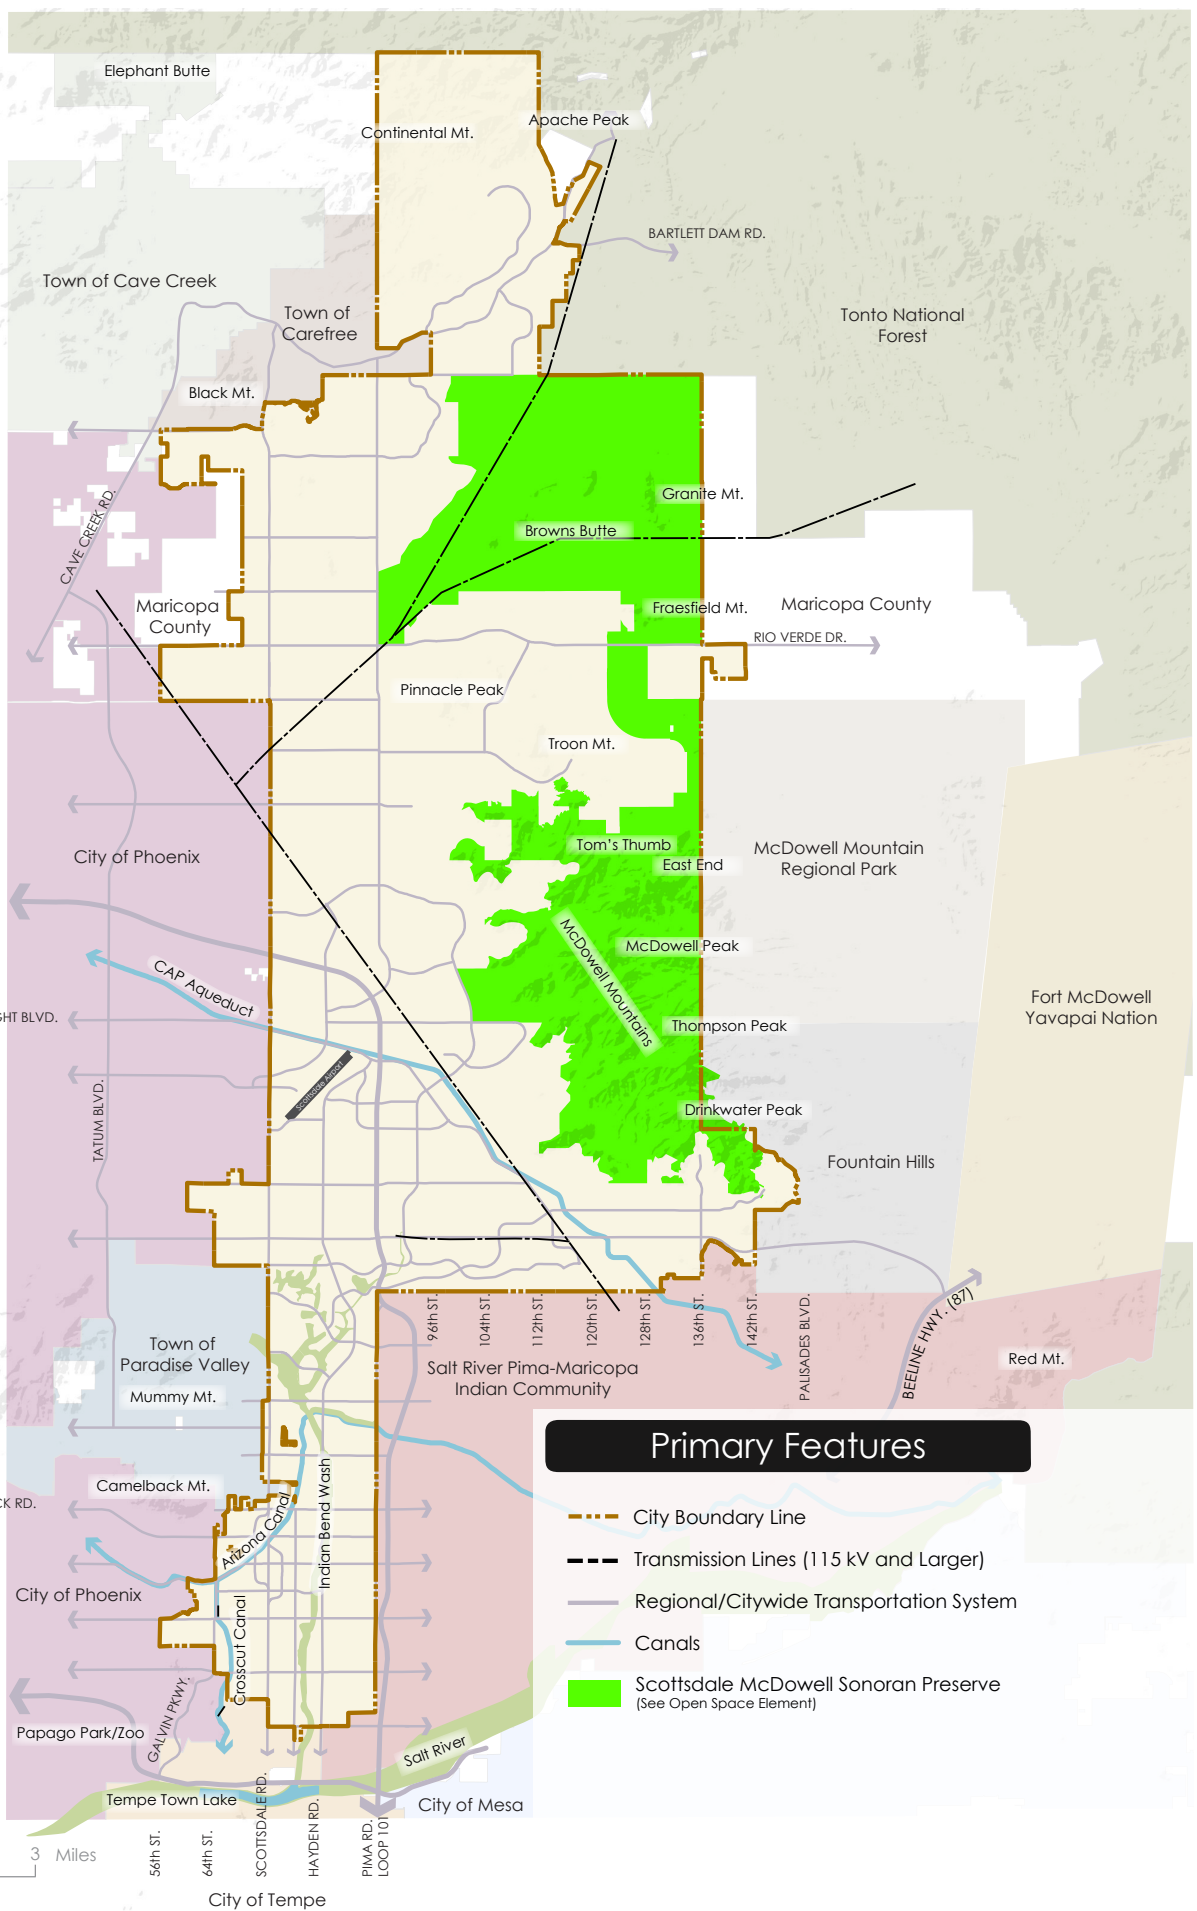 Elephant Butte
Continental Mt.
Apache Peak
BARTLETT DAM RD.
Town of Cave Creek
Town of
Carefree
Tonto National
Forest
Black Mt.
CAVE CREEK RD.
Granite Mt.
Browns Butte
Maricopa
County
Fraesfield Mt.
Maricopa County
RIO VERDE DR.
Pinnacle Peak
Troon Mt.
City of Phoenix
Tom's Thumb
East End
McDowell Mountain
Regional Park
McDowell Peak
McDowell Mountains
CAP Aqueduct
Fort McDowell
Yavapai Nation
GHT BLVD.
Thompson Peak
Scottsdale Airport
TATUM BLVD.
Drinkwater Peak
Fountain Hills
96th ST.
104th ST.
112th ST.
120th ST.
128th ST.
136th ST.
142th ST.
PALISADES BLVD.
BEELINE HWY. (87)
Town of
Paradise Valley
Salt River Pima-Maricopa
Indian Community
Red Mt.
Mummy Mt.
Primary Features
Camelback Mt.
CK RD.
Arizona Canal
Indian Bend Wash
City Boundary Line
Transmission Lines (115 kV and Larger)
City of Phoenix
Regional/Citywide Transportation System
Crosscut Canal
Canals
Scottsdale McDowell Sonoran Preserve
(See Open Space Element)
GALVIN PKWY.
Papago Park/Zoo
Salt River
Tempe Town Lake
City of Mesa
56th ST.
64th ST.
SCOTTSDALE RD.
HAYDEN RD.
PIMA RD.
LOOP 101
3 Miles
City of Tempe